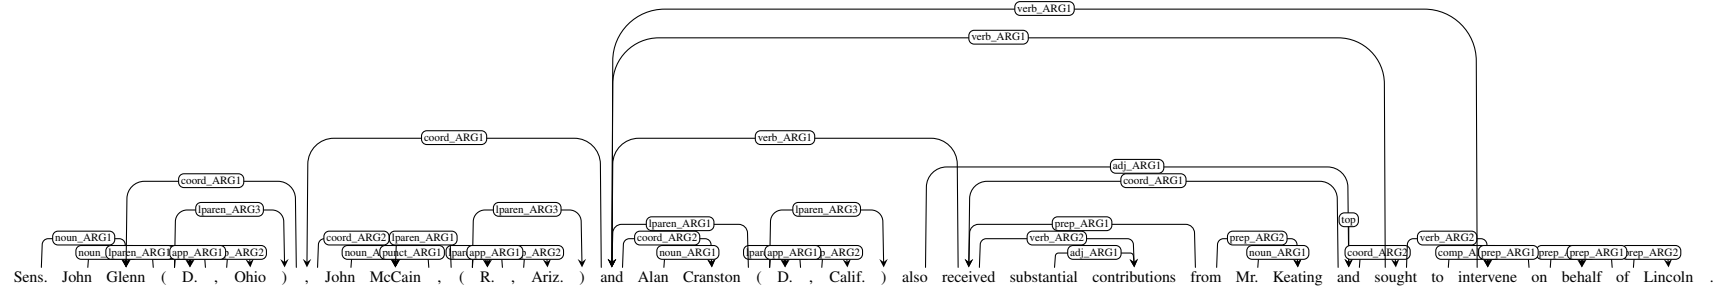 verb_ARG1
verb_ARG1
coord_ARG1 verb_ARG1
adj_ARG1
coord_ARG1 coord_ARG1
lparen_ARG3 lparen_ARG3 lparen_ARG3
top
lparen_ARG1 prep_ARG1
noun_ARG1 coord_ARG2 lparen_ARG1 coord_ARG2 verb_ARG2 prep_ARG2 verb_ARG2
lparen_ARG1 app_ARG1 punct_ARG1 app_ARG1 noun_ARG1 app_ARG1 adj_ARG1 noun_ARG1 coord_ARG2 prep_ARG1 prep_ARG1
Sens. John Glenn ( D. , Ohio ) , John McCain , ( R. , Ariz. ) and Alan Cranston ( D. , Calif. ) also received substantial contributions from Mr. Keating and sought to intervene on behalf of Lincoln .